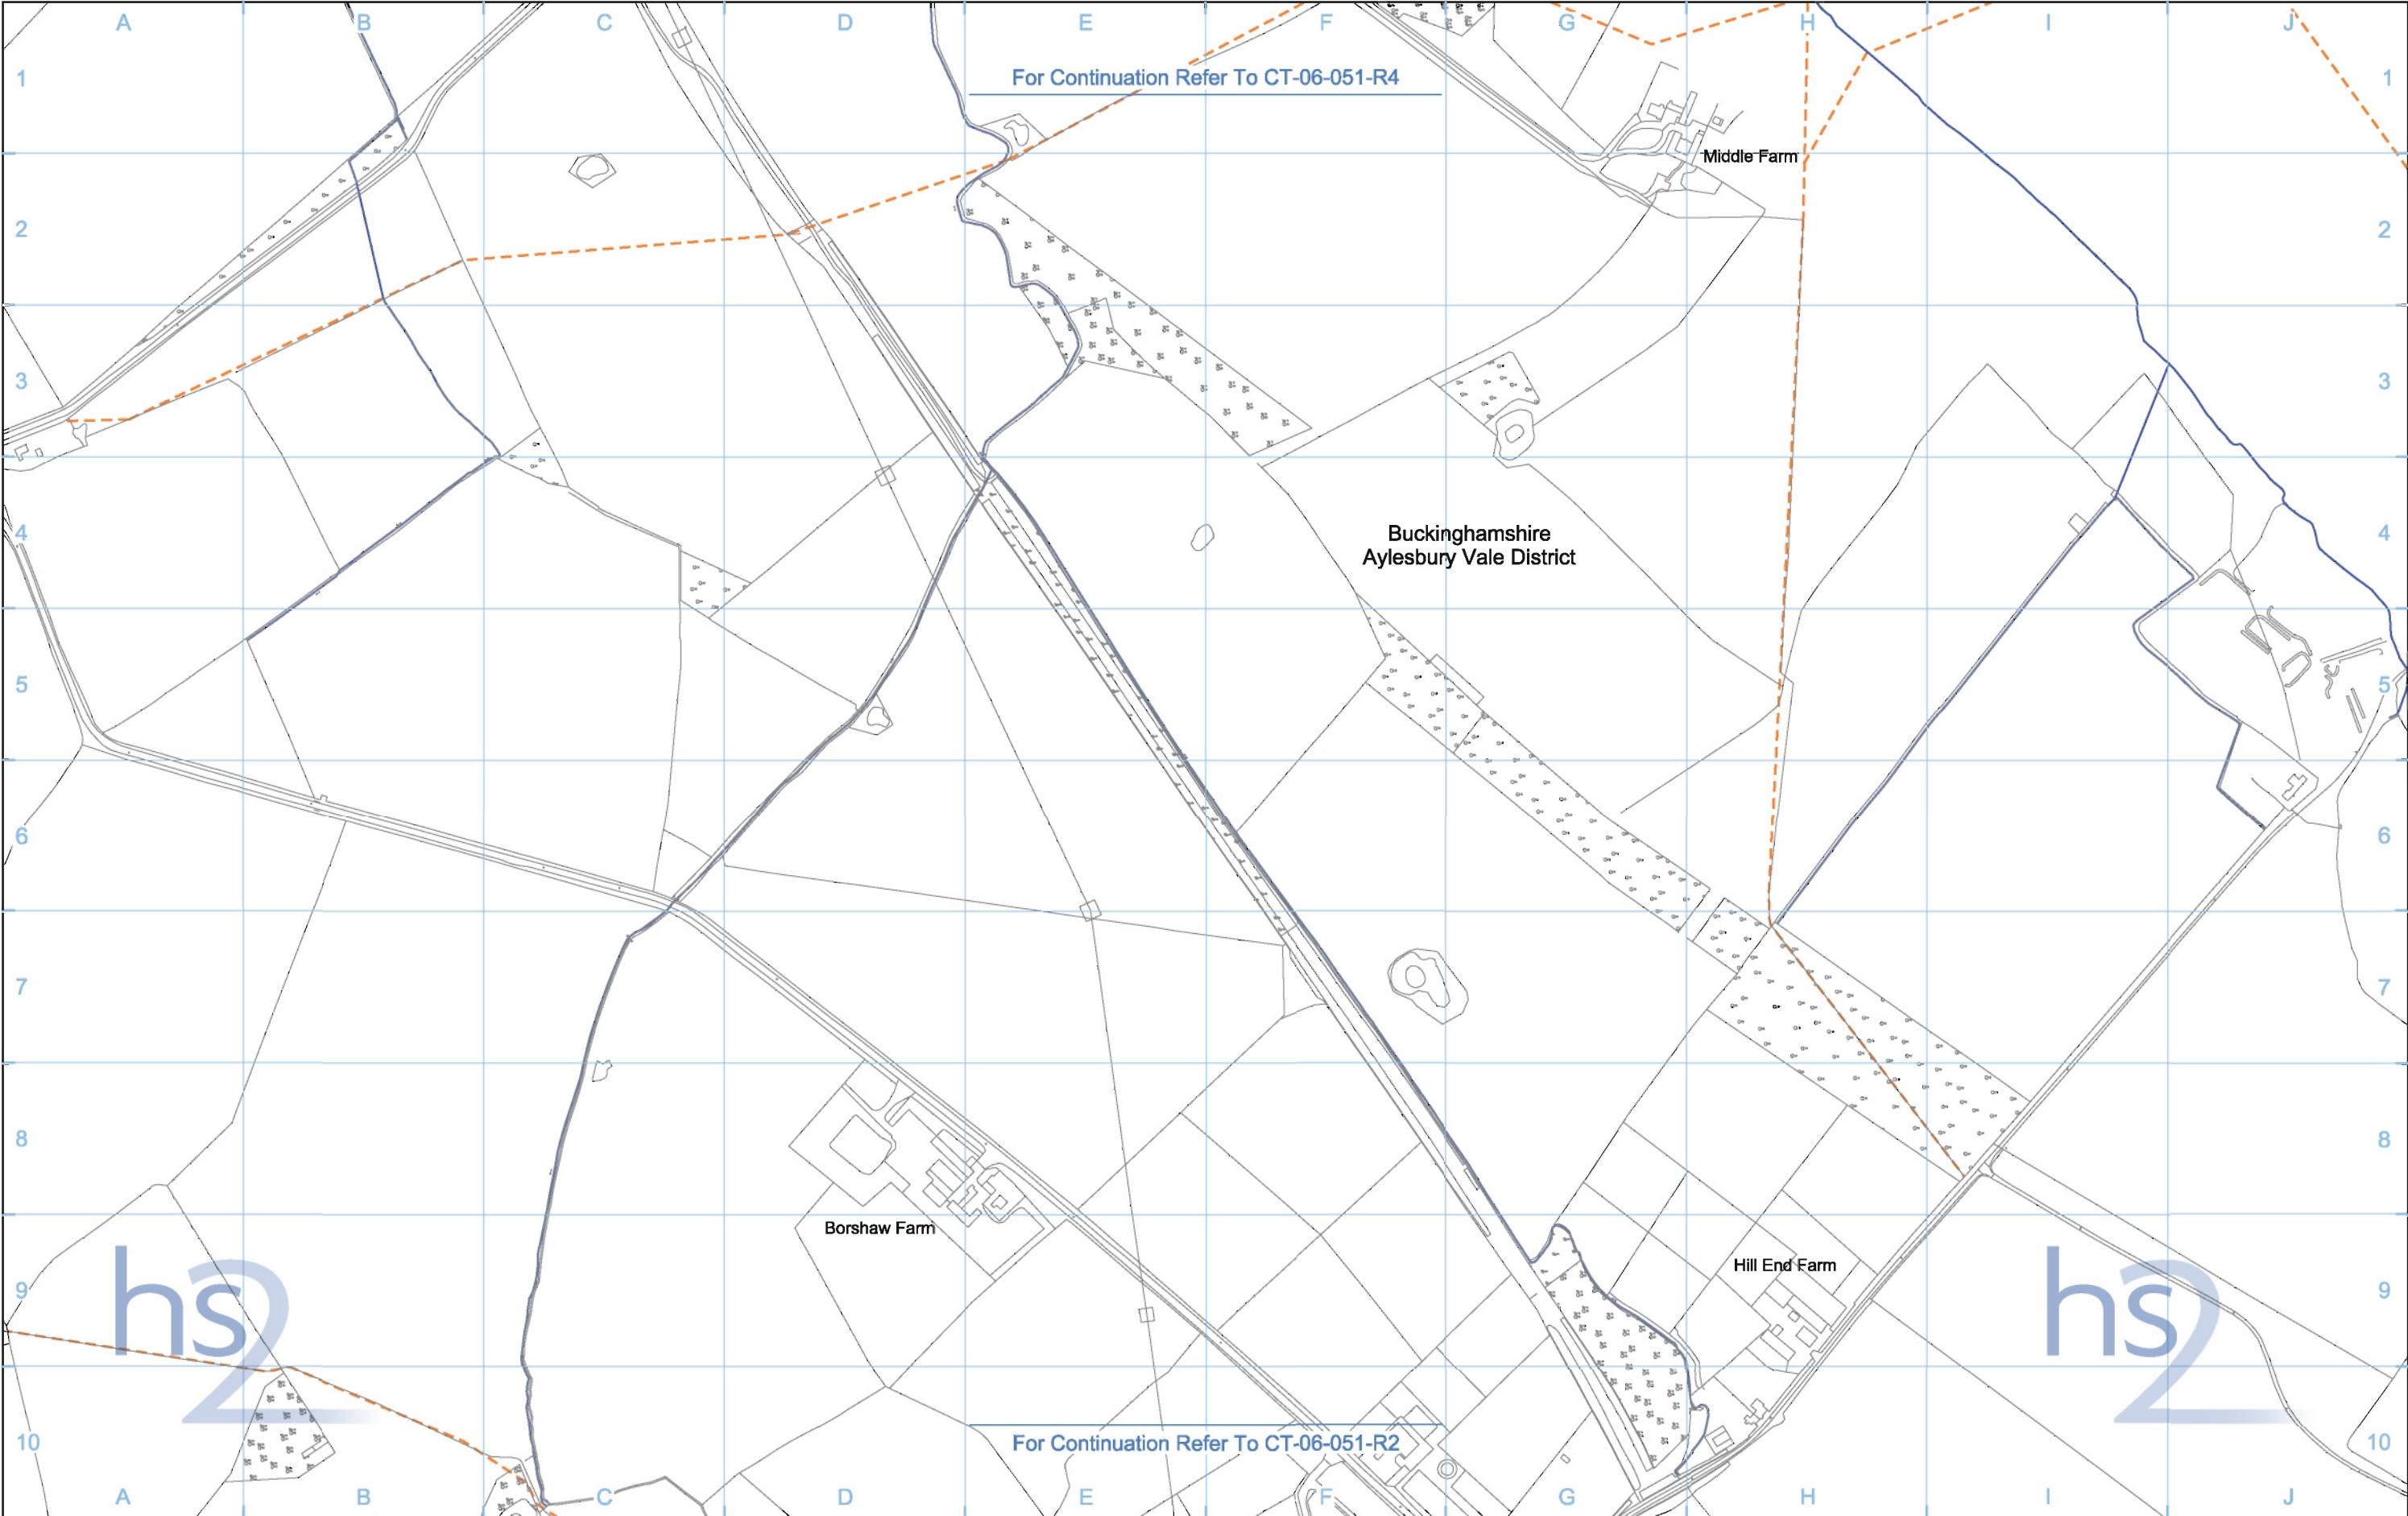 A B C D E F G H I J
1 For Continuation Refer To CT-06-051-R4 1
Middle Farm
2 2
3 3
4 4
Buckinghamshire
Aylesbury Vale District
5 5
6 6
7 7
8 8
Borshaw Farm
Hill End Farm
9 hs2 hs2 9
10 For Continuation Refer To CT-06-051-R2 10
A B C D E F G H I J